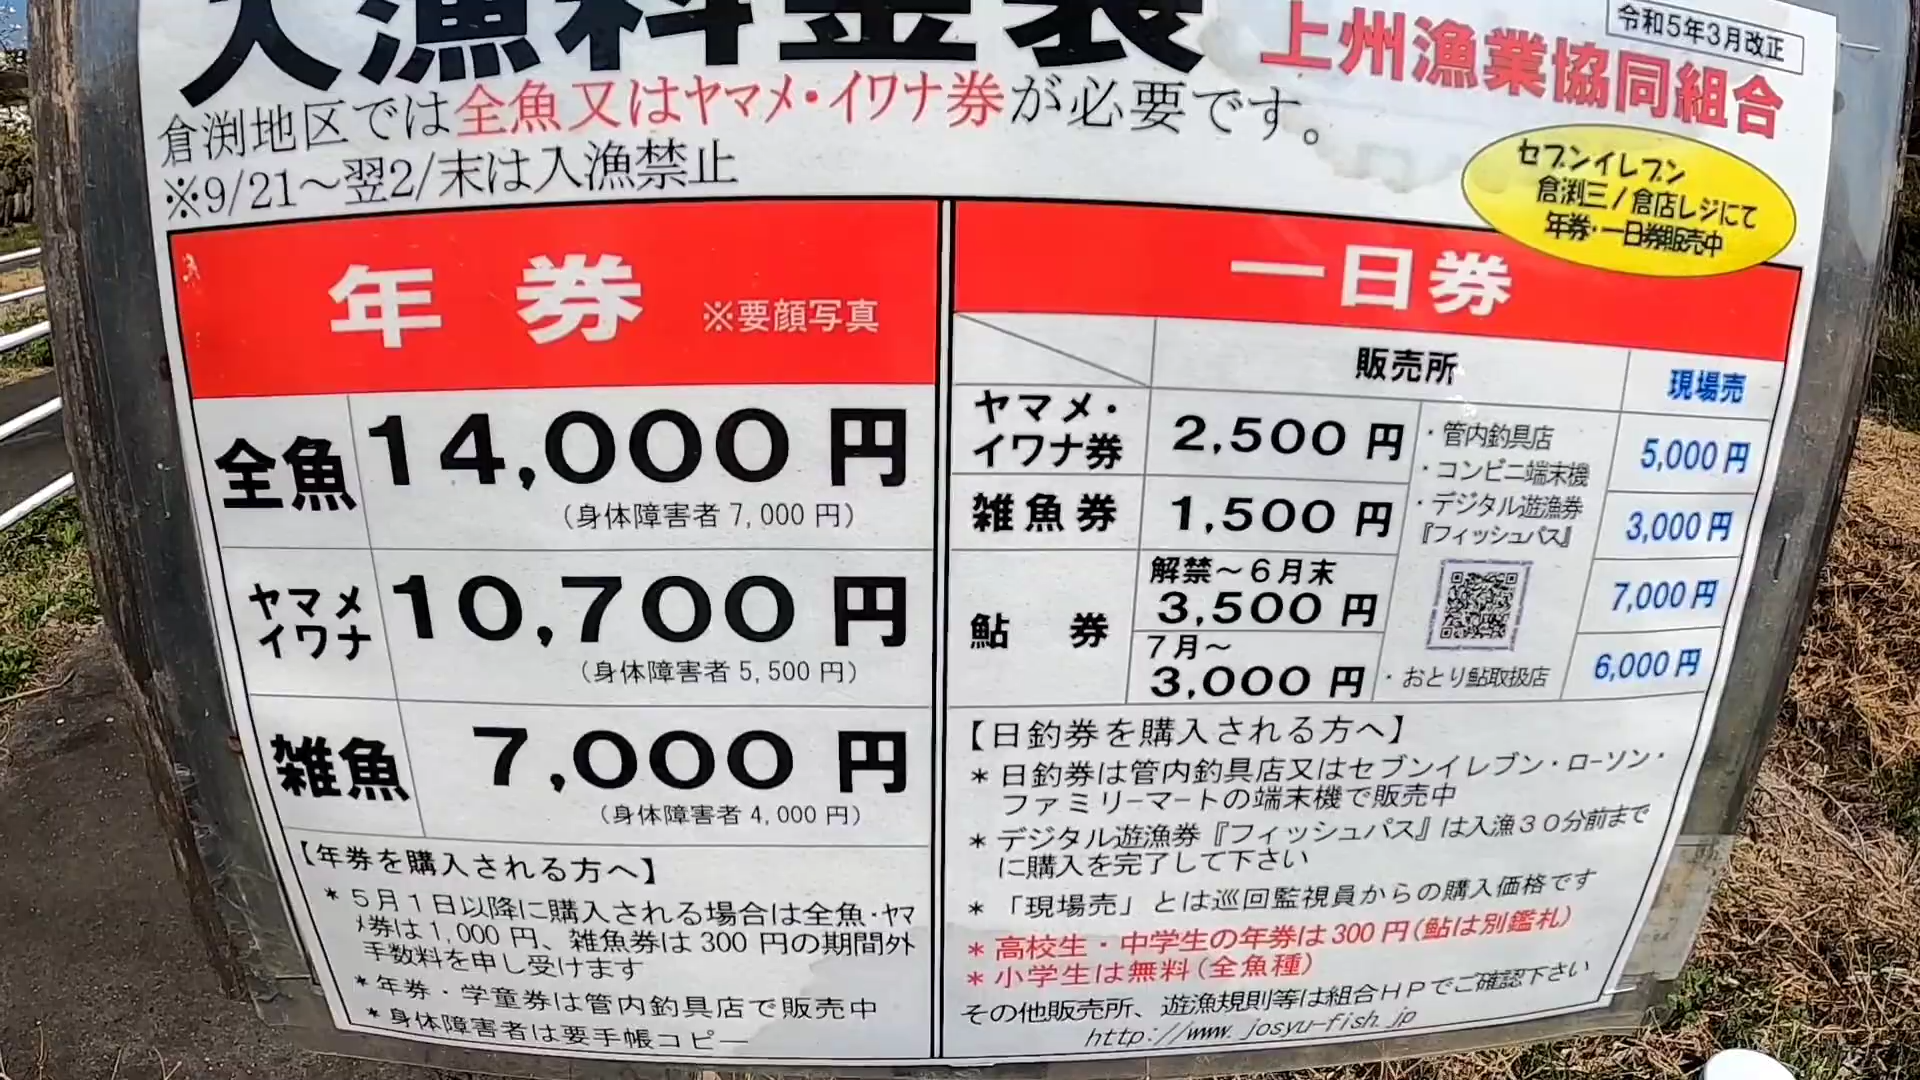 入漁料金表
令和5年3月改正
上州漁業協同組合
倉渕地区では全魚又はヤマメ・イワナ券が必要です。
※9/21～翌2/末は入漁禁止
セブンイレブン
倉渕三ノ倉店レジにて
年券・一日券販売中
年券 ※要顔写真
全魚 14,000円
(身体障害者 7,000円)
ヤマメ
イワナ 10,700円
(身体障害者 5,500円)
雑魚 7,000円
(身体障害者 4,000円)
【年券を購入される方へ】
＊5月1日以降に購入される場合は全魚・ヤマ
メ券は1,000円、雑魚券は300円の期間外
手数料を申し受けます
＊年券・学童券は管内釣具店で販売中
＊身体障害者は要手帳コピー
一日券
販売所 現場売
ヤマメ・
イワナ券 2,500円 5,000円
雑魚券 1,500円 3,000円
鮎券 解禁～6月末
3,500円 7,000円
7月～
3,000円 6,000円
・管内釣具店
・コンビニ端末機
・デジタル遊漁券
『フィッシュパス』
・おとり鮎取扱店
【日釣券を購入される方へ】
＊日釣券は管内釣具店又はセブンイレブン・ローソン・
ファミリーマートの端末機で販売中
＊デジタル遊漁券『フィッシュパス』は入漁30分前まで
に購入を完了して下さい
＊「現場売」とは巡回監視員からの購入価格です
＊高校生・中学生の年券は300円(鮎は別鑑札)
＊小学生は無料(全魚種)
その他販売所、遊漁規則等は組合HPでご確認下さい
http://www.josyu-fish.jp